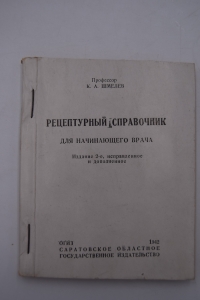 Профессор
К. А. ШМЕЛЕВ
РЕЦЕПТУРНЫЙ СПРАВОЧНИК
ДЛЯ НАЧИНАЮЩЕГО ВРАЧА
Издание 2-е, исправленное
и дополненное
ОГИЗ 1942
САРАТОВСКОЕ ОБЛАСТНОЕ
ГОСУДАРСТВЕННОЕ ИЗДАТЕЛЬСТВО